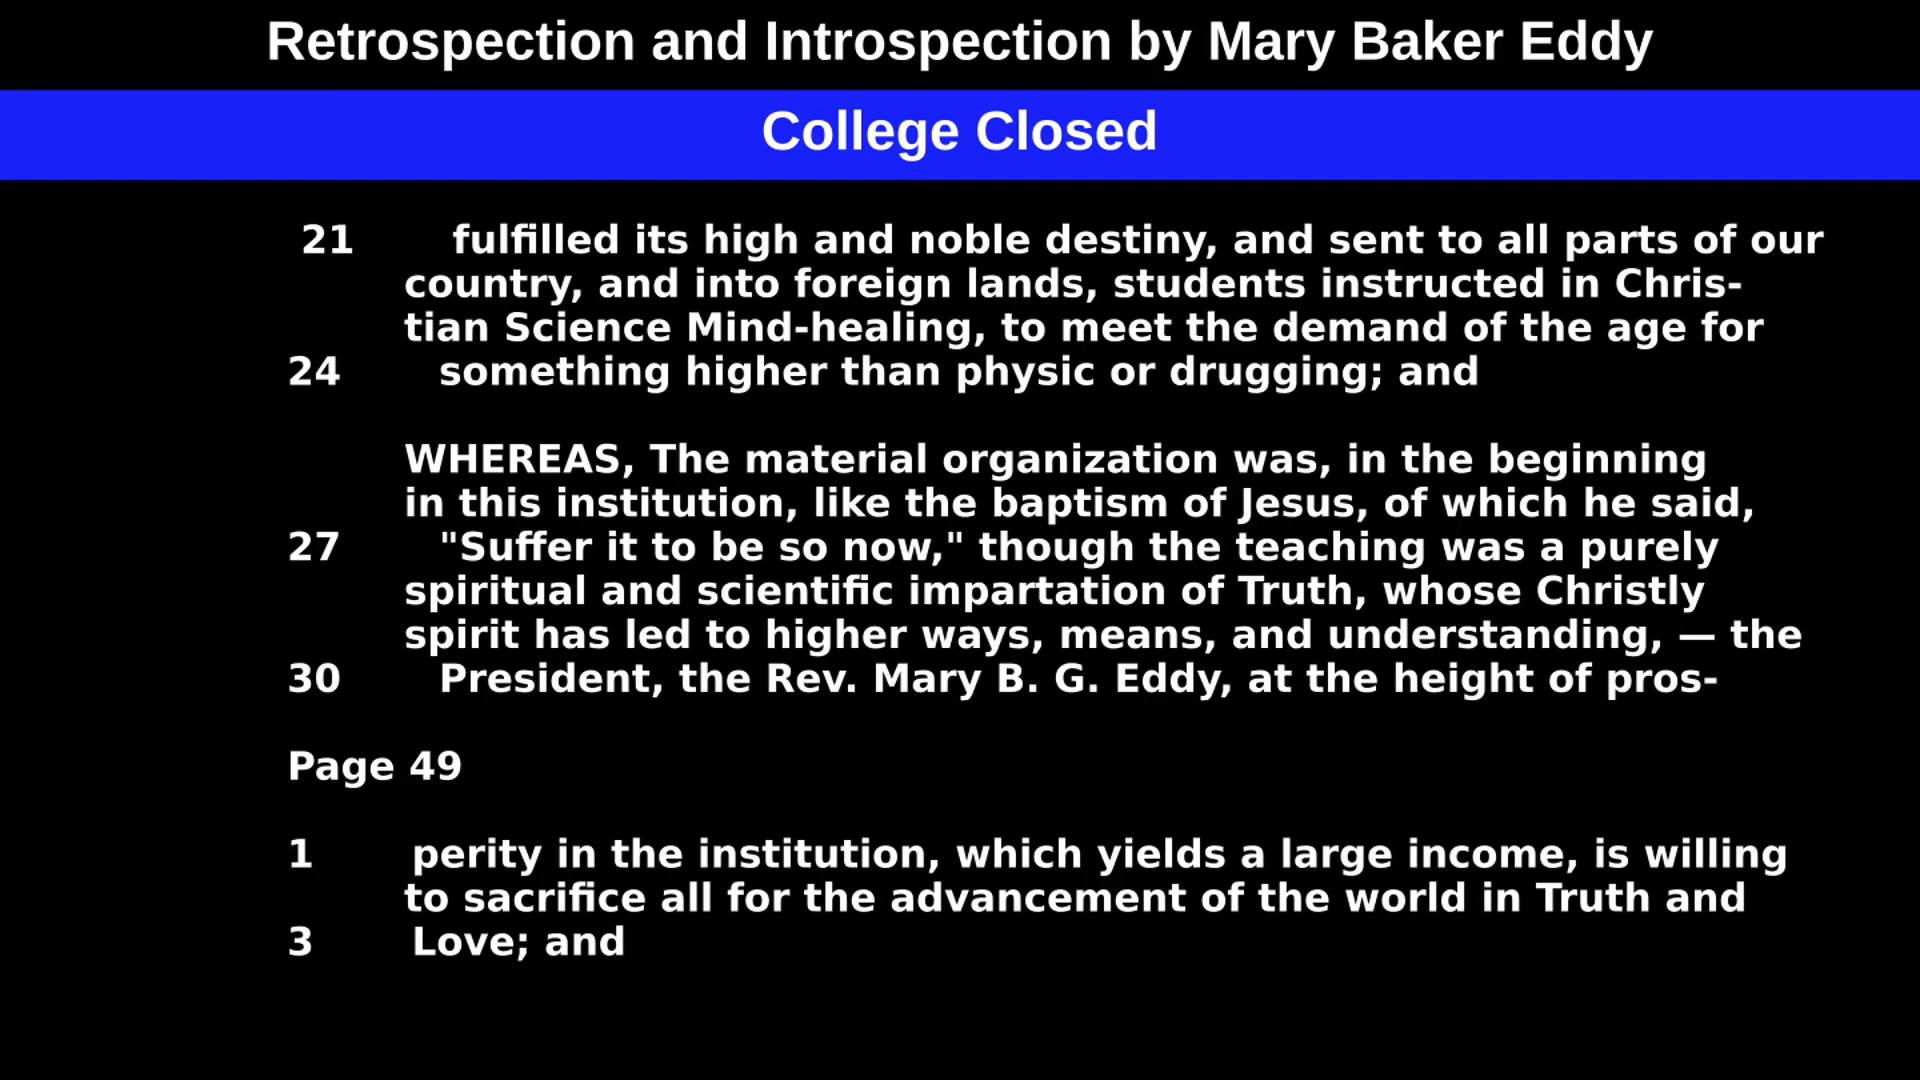 Retrospection and Introspection by Mary Baker Eddy
College Closed
21 fulfilled its high and noble destiny, and sent to all parts of our
country, and into foreign lands, students instructed in Chris-
tian Science Mind-healing, to meet the demand of the age for
24 something higher than physic or drugging; and
WHEREAS, The material organization was, in the beginning
in this institution, like the baptism of Jesus, of which he said,
27 "Suffer it to be so now," though the teaching was a purely
spiritual and scientific impartation of Truth, whose Christly
spirit has led to higher ways, means, and understanding, — the
30 President, the Rev. Mary B. G. Eddy, at the height of pros-
Page 49
1 perity in the institution, which yields a large income, is willing
to sacrifice all for the advancement of the world in Truth and
3 Love; and